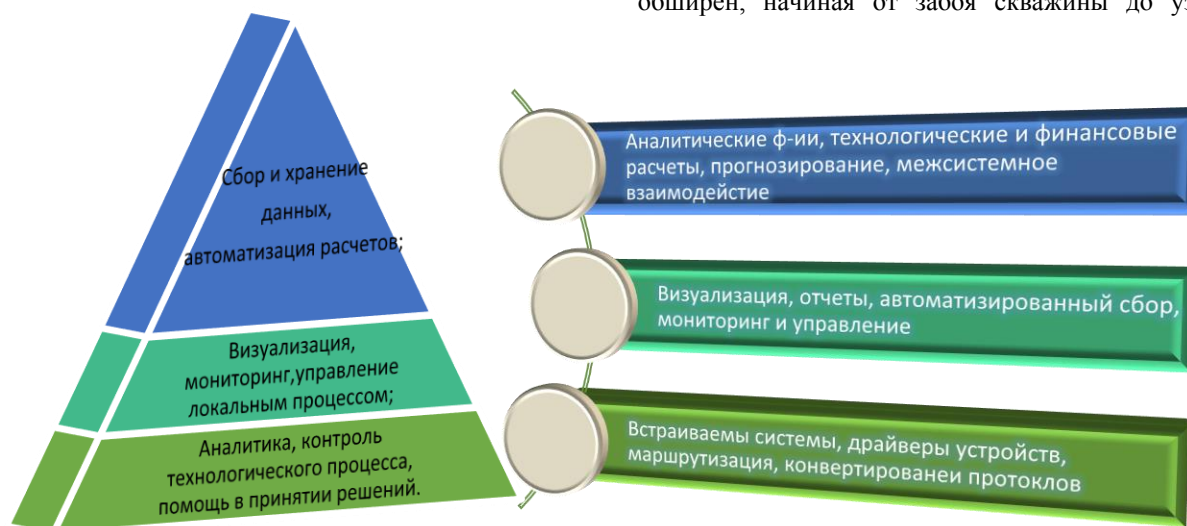 обширен, начиная от забоя скважины до уз
Сбор и хранение
данных,
автоматизация расчетов;
Визуализация,
мониторинг,управление
локальным процессом;
Аналитика, контроль
технологического процесса,
помощь в принятии решений.
Аналитические ф-ии, технологические и финансовые
расчеты, прогнозирование, межсистемное
взаимодейстие
Визуализация, отчеты, автоматизированный сбор,
мониторинг и управление
Встраиваемы системы, драйверы устройств,
маршрутизация, конвертированеи протоклов